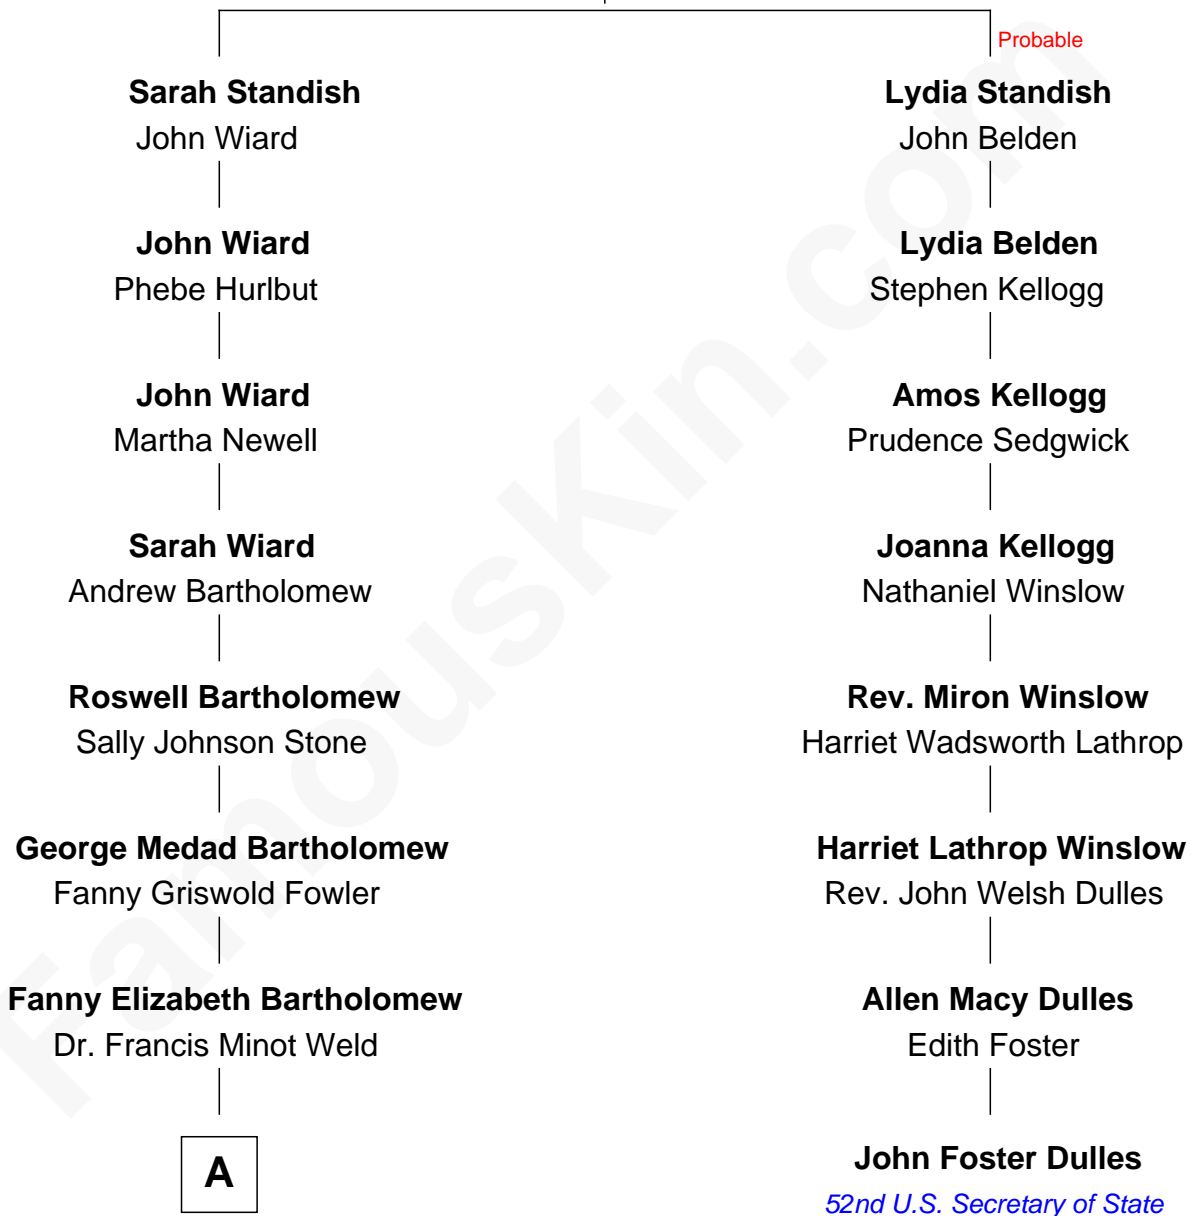 Probable
Sarah Standish
John Wiard
Lydia Standish
John Belden
John Wiard
Phebe Hurlbut
Lydia Belden
Stephen Kellogg
John Wiard
Martha Newell
Amos Kellogg
Prudence Sedgwick
Sarah Wiard
Andrew Bartholomew
Joanna Kellogg
Nathaniel Winslow
Roswell Bartholomew
Sally Johnson Stone
Rev. Miron Winslow
Harriet Wadsworth Lathrop
George Medad Bartholomew
Fanny Griswold Fowler
Harriet Lathrop Winslow
Rev. John Welsh Dulles
Fanny Elizabeth Bartholomew
Dr. Francis Minot Weld
Allen Macy Dulles
Edith Foster
A
John Foster Dulles
52nd U.S. Secretary of State
FamousKin.com